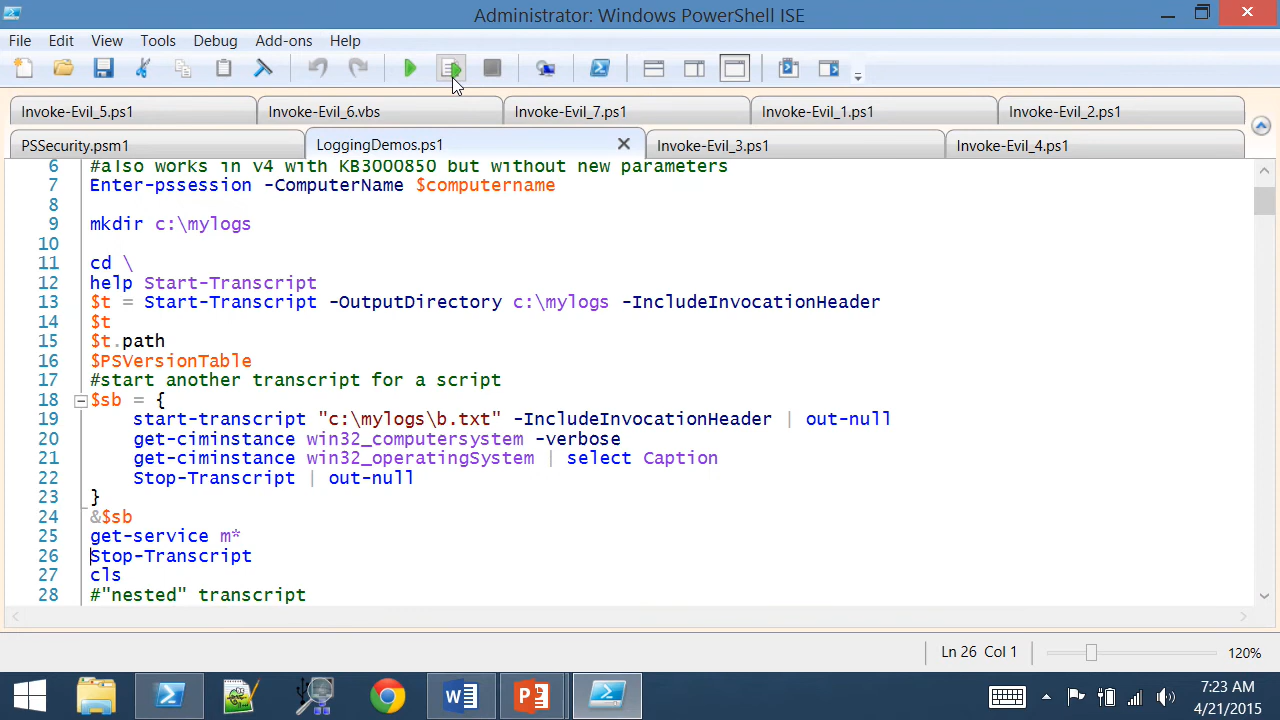 Administrator: Windows PowerShell ISE
File Edit View Tools Debug Add-ons Help
Invoke-Evil_5.ps1 Invoke-Evil_6.vbs Invoke-Evil_7.ps1 Invoke-Evil_1.ps1 Invoke-Evil_2.ps1
PSSecurity.psm1 LoggingDemos.ps1 Invoke-Evil_3.ps1 Invoke-Evil_4.ps1
6 #also works in v4 with KB3000850 but without new parameters
7 Enter-pssession -ComputerName $computername
8
9 mkdir c:\mylogs
10
11 cd \
12 help Start-Transcript
13 $t = Start-Transcript -OutputDirectory c:\mylogs -IncludeInvocationHeader
14 $t
15 $t.path
16 $PSVersionTable
17 #start another transcript for a script
18 $sb = {
19 start-transcript "c:\mylogs\b.txt" -IncludeInvocationHeader | out-null
20 get-ciminstance win32_computersystem -verbose
21 get-ciminstance win32_operatingSystem | select Caption
22 Stop-Transcript | out-null
23 }
24 &$sb
25 get-service m*
26 Stop-Transcript
27 cls
28 #"nested" transcript
Ln 26 Col 1 120%
7:23 AM
4/21/2015